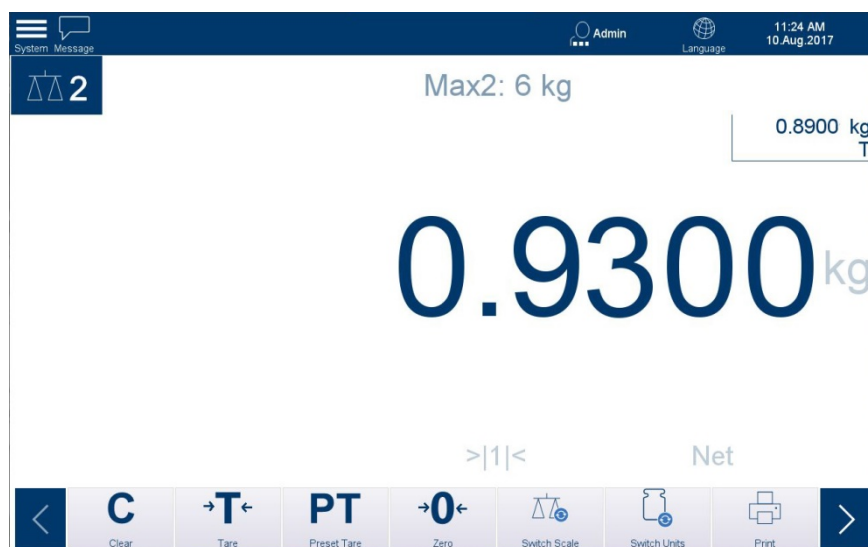 System Message
Admin
Language
11:24 AM
10.Aug.2017
2
Max2: 6 kg
0.8900 kg
T
0.9300 kg
>|1|<
Net
C
→T←
PT
→0←
Clear
Tare
Preset Tare
Zero
Switch Scale
Switch Units
Print